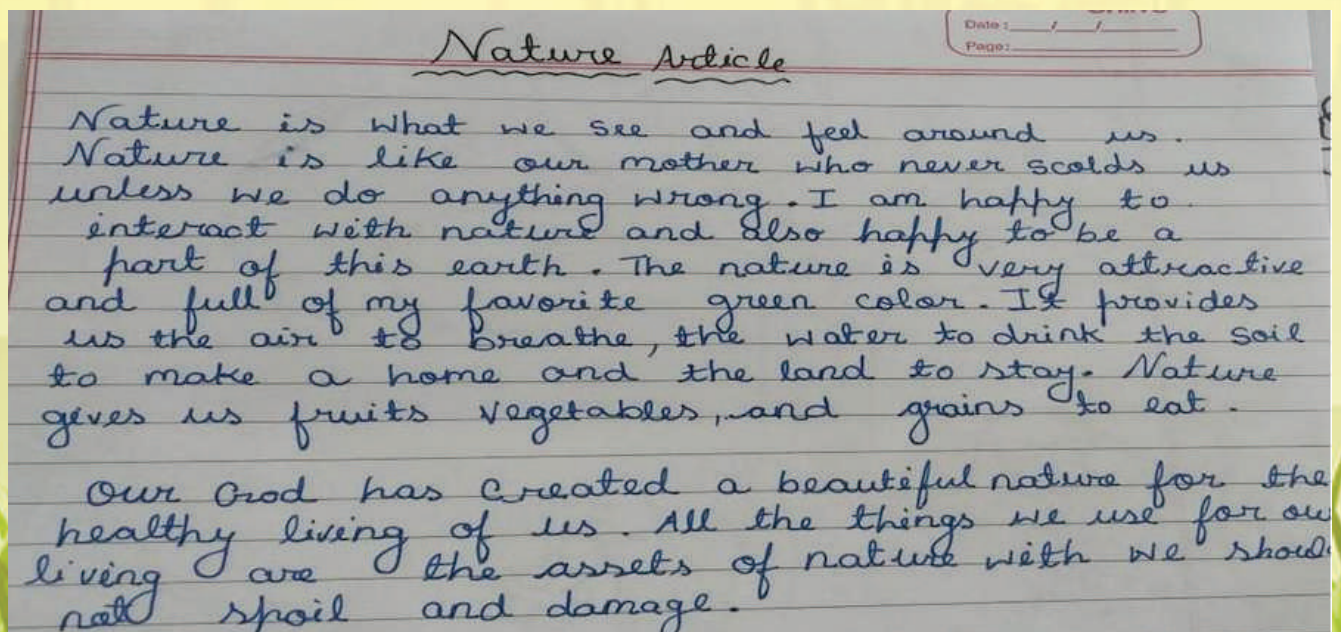 Date: / /
Page:
Nature Article
Nature is what we see and feel around us.
Nature is like our mother who never scolds us
unless we do anything wrong. I am happy to
interact with nature and also happy to be a
part of this earth. The nature is very attractive
and full of my favorite green color. It provides
us the air to breathe, the water to drink the soil
to make a home and the land to stay. Nature
gives us fruits vegetables, and grains to eat.
Our God has created a beautiful nature for the
healthy living of us. All the things we use for ou
living are the assets of nature with we shoul
not spoil and damage.